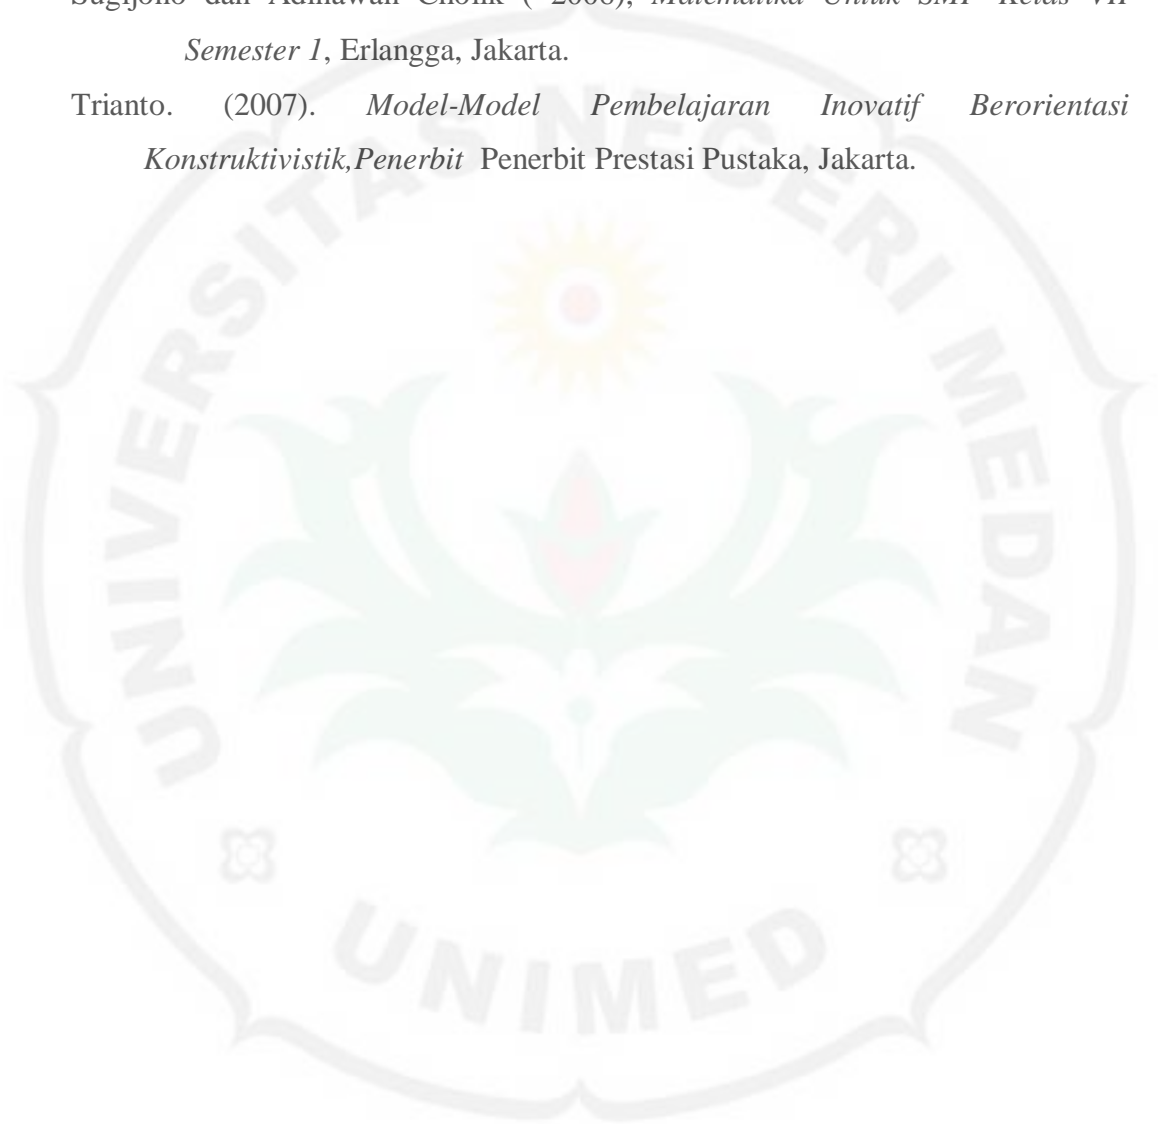 Semester 1, Erlangga, Jakarta.
Trianto. (2007). Model-Model Pembelajaran Inovatif Berorientasi
Konstruktivistik,Penerbit Penerbit Prestasi Pustaka, Jakarta.
UNIVERSITAS NEGERI MEDAN
UNIMED